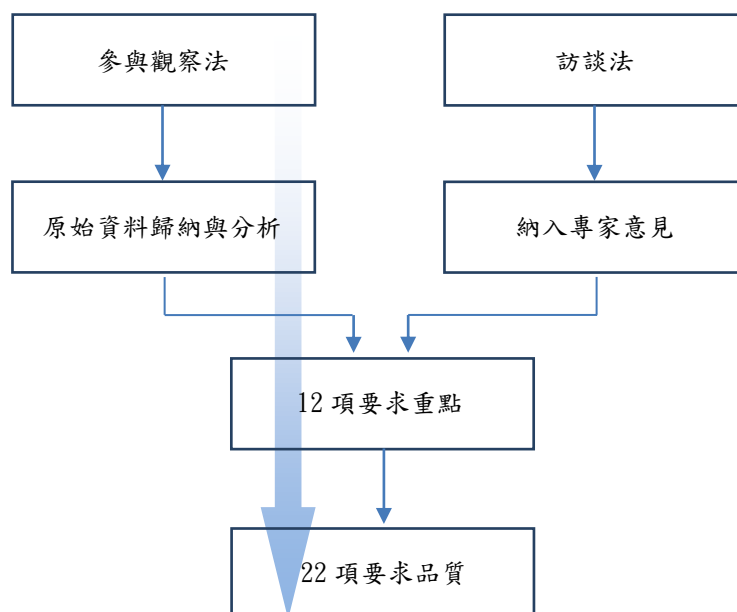 參與觀察法
訪談法
原始資料歸納與分析
納入專家意見
12 項要求重點
22 項要求品質